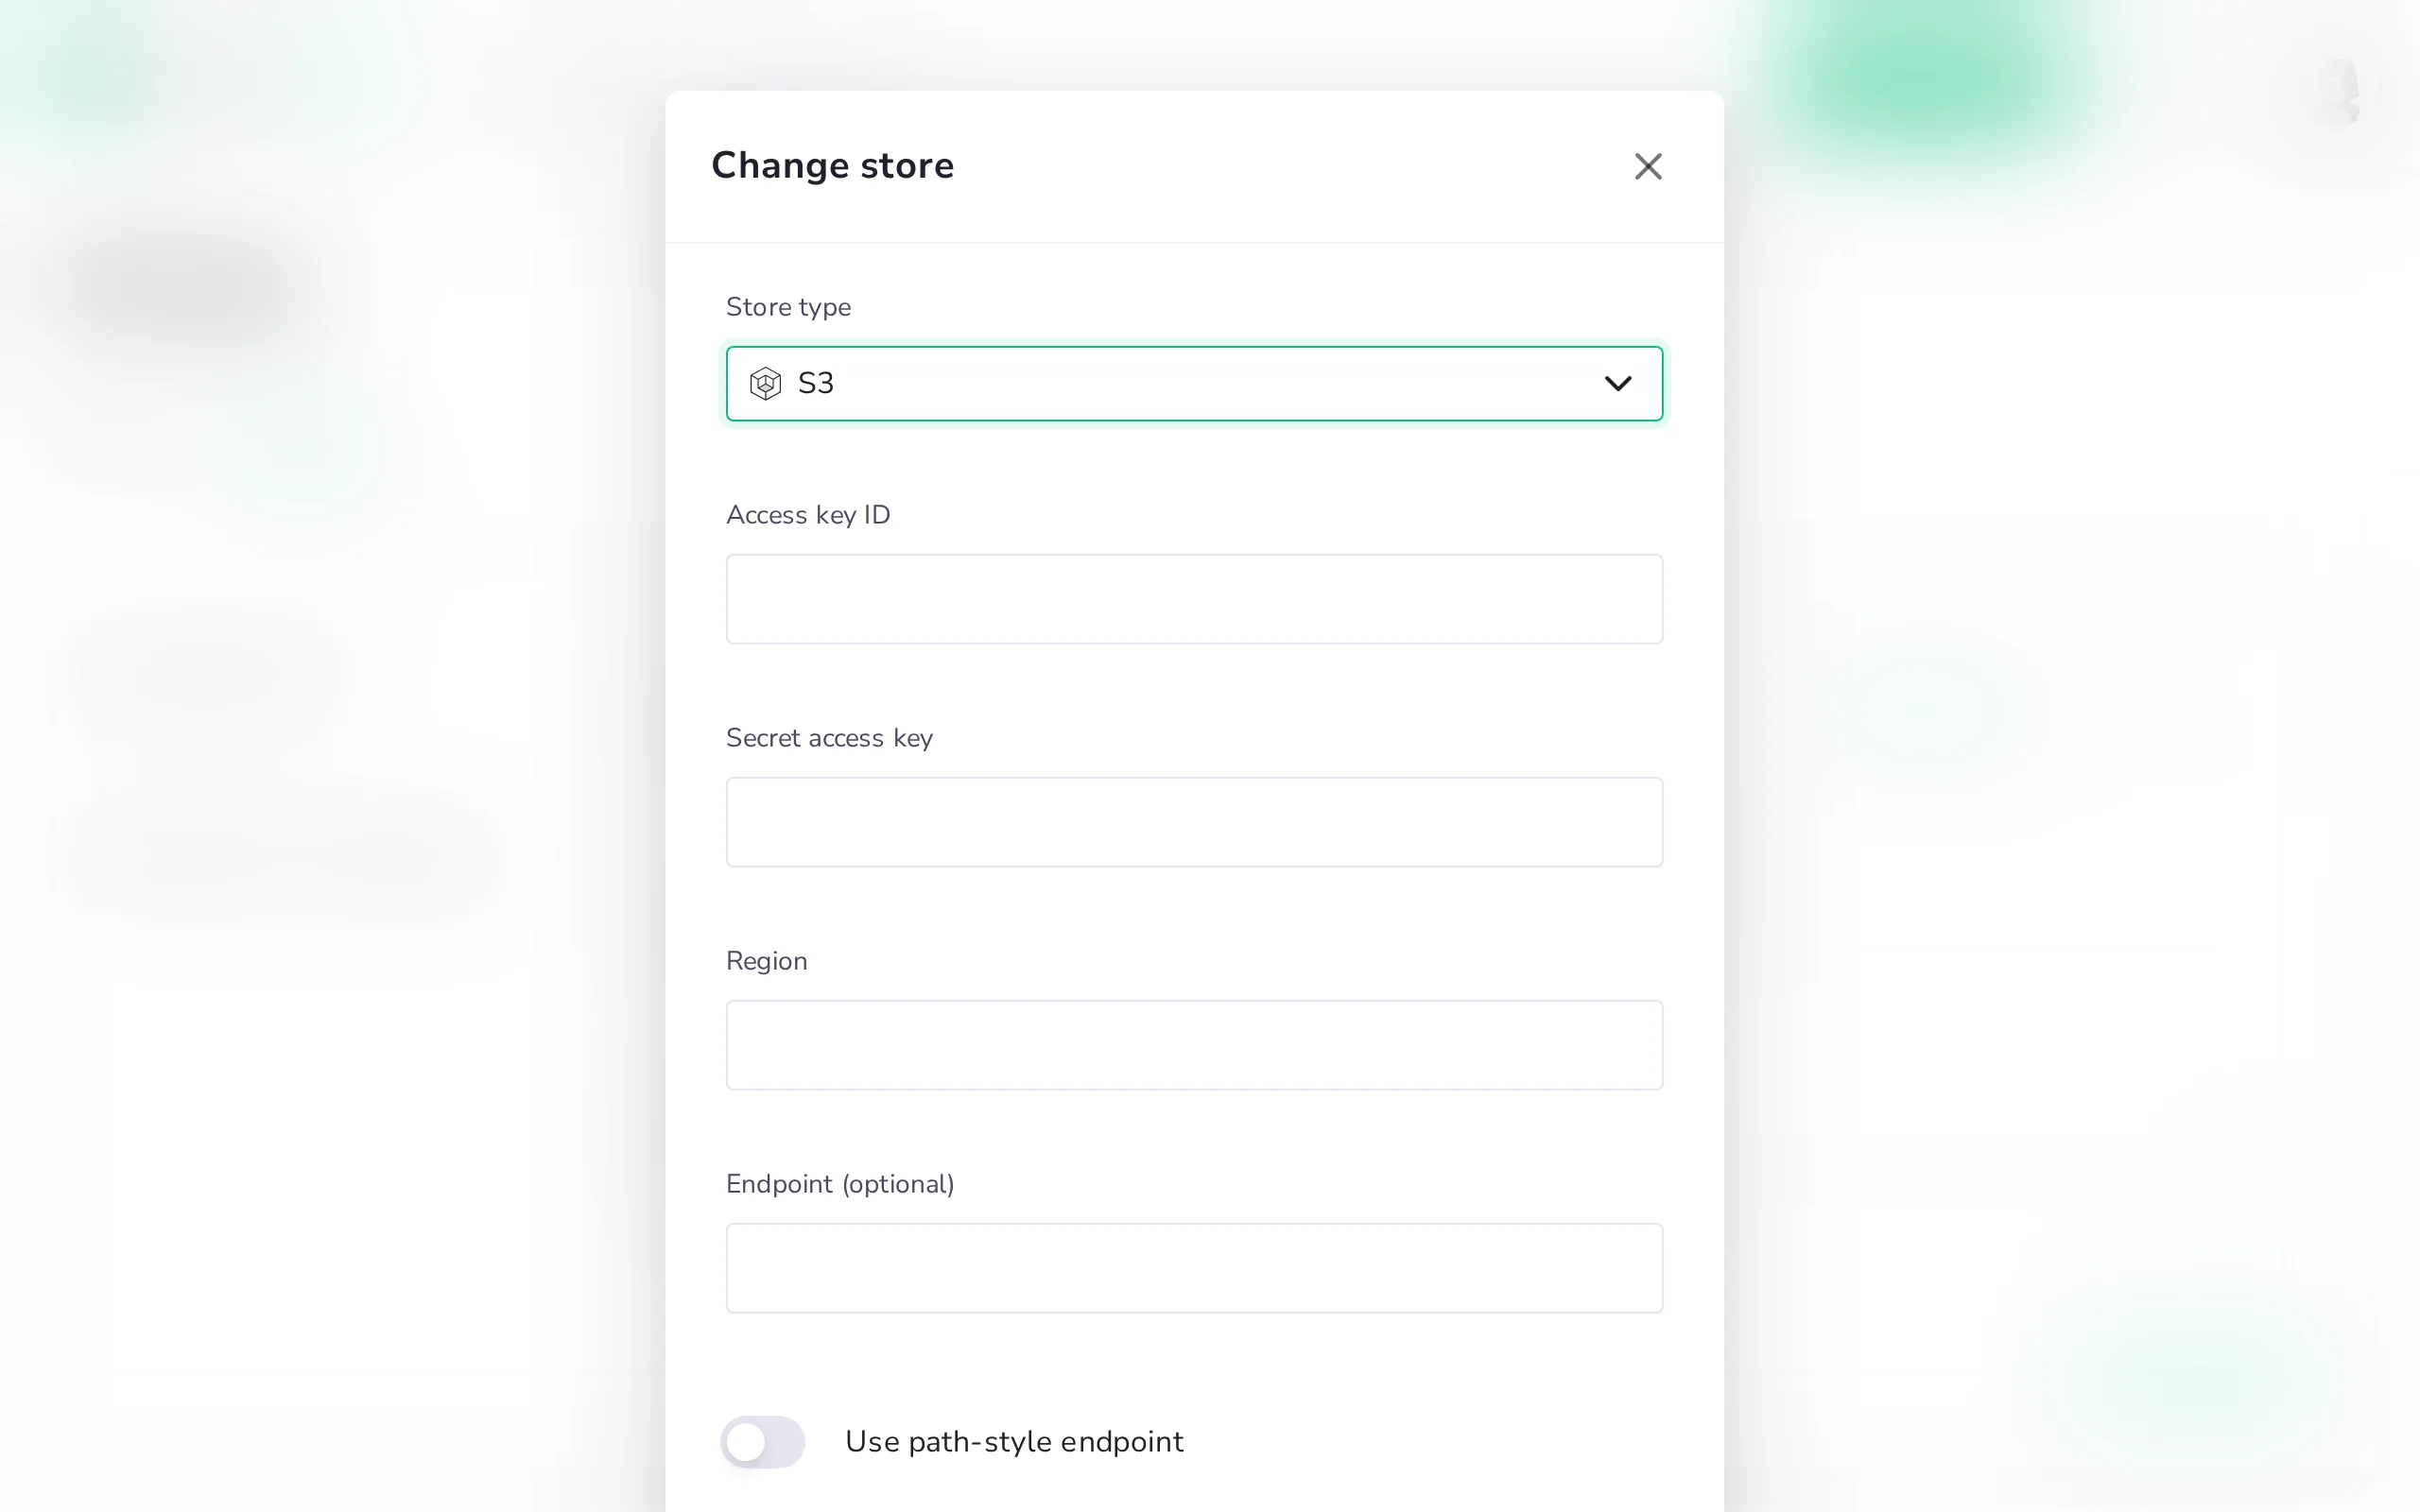 Change store
Store type
S3
Access key ID
Secret access key
Region
Endpoint (optional)
Use path-style endpoint